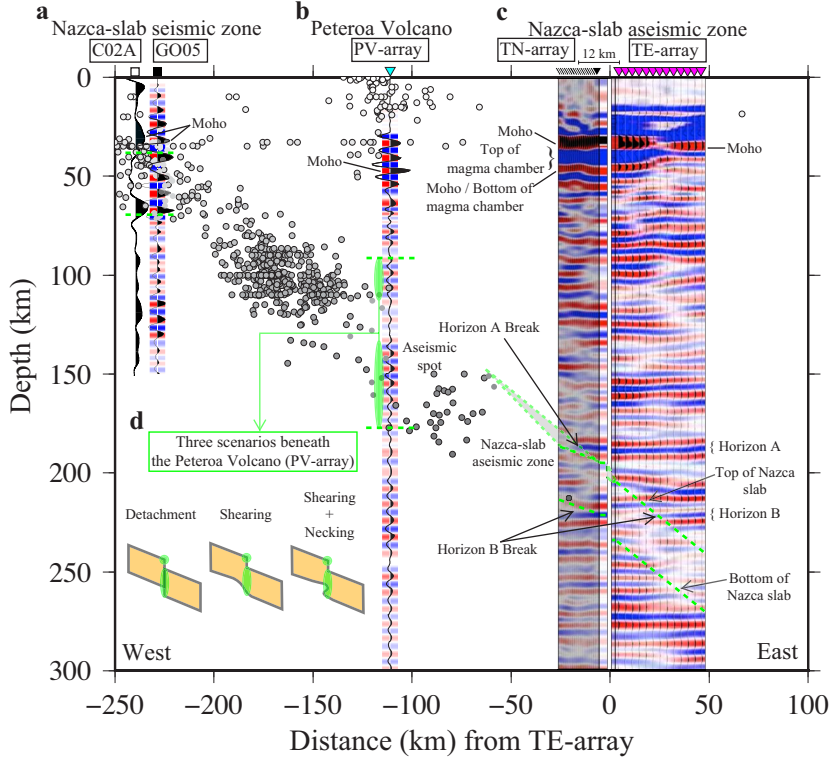 a
b
c
Nazca-slab seismic zone
Peteroa Volcano
Nazca-slab aseismic zone
C02A
GO05
PV-array
TN-array
12 km
TE-array
0
50
100
150
200
250
300
Depth (km)
Moho
Moho
Moho
Top of
magma chamber
Moho / Bottom of
magma chamber
Moho
Horizon A Break
Aseismic
spot
d
Three scenarios beneath
the Peteroa Volcano (PV-array)
Nazca-slab
aseismic zone
Horizon A
Top of Nazca
slab
Horizon B
Horizon B Break
Bottom of
Nazca slab
Detachment
Shearing
Shearing
+
Necking
West
East
−250
−200
−150
−100
−50
0
50
100
Distance (km) from TE-array